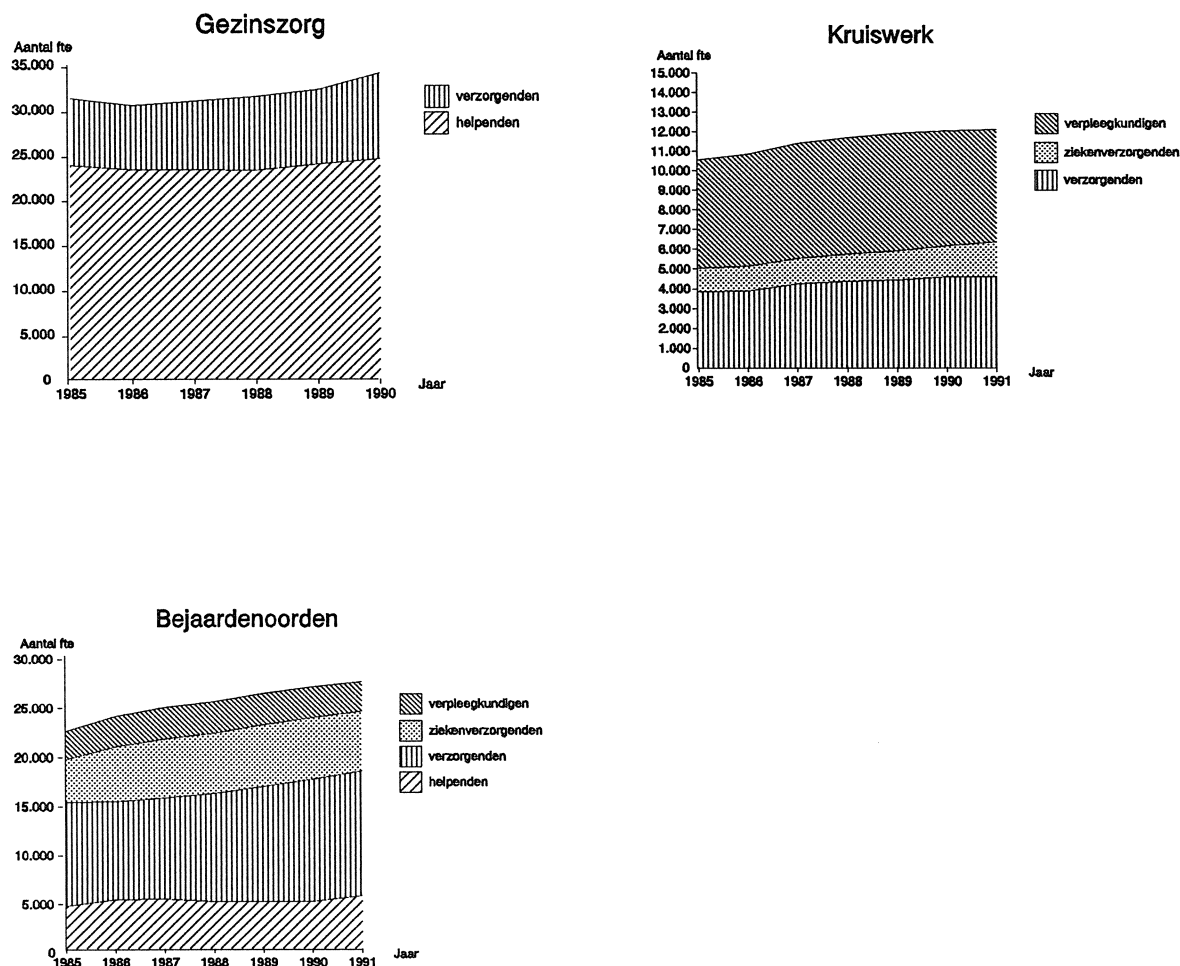 Gezinszorg
Aantal fte
35.000
30.000
25.000
20.000
15.000
10.000
5.000
0
1985 1986 1987 1988 1989 1990
Jaar
verzorgenden
helpenden
Kruiswerk
Aantal fte
15.000
14.000
13.000
12.000
11.000
10.000
9.000
8.000
7.000
6.000
5.000
4.000
3.000
2.000
1.000
0
1985 1986 1987 1988 1989 1990 1991
Jaar
verpleegkundigen
ziekenverzorgenden
verzorgenden
Bejaardenoorden
Aantal fte
30.000
25.000
20.000
15.000
10.000
5.000
0
1985 1986 1987 1988 1989 1990 1991
Jaar
verpleegkundigen
ziekenverzorgenden
verzorgenden
helpenden